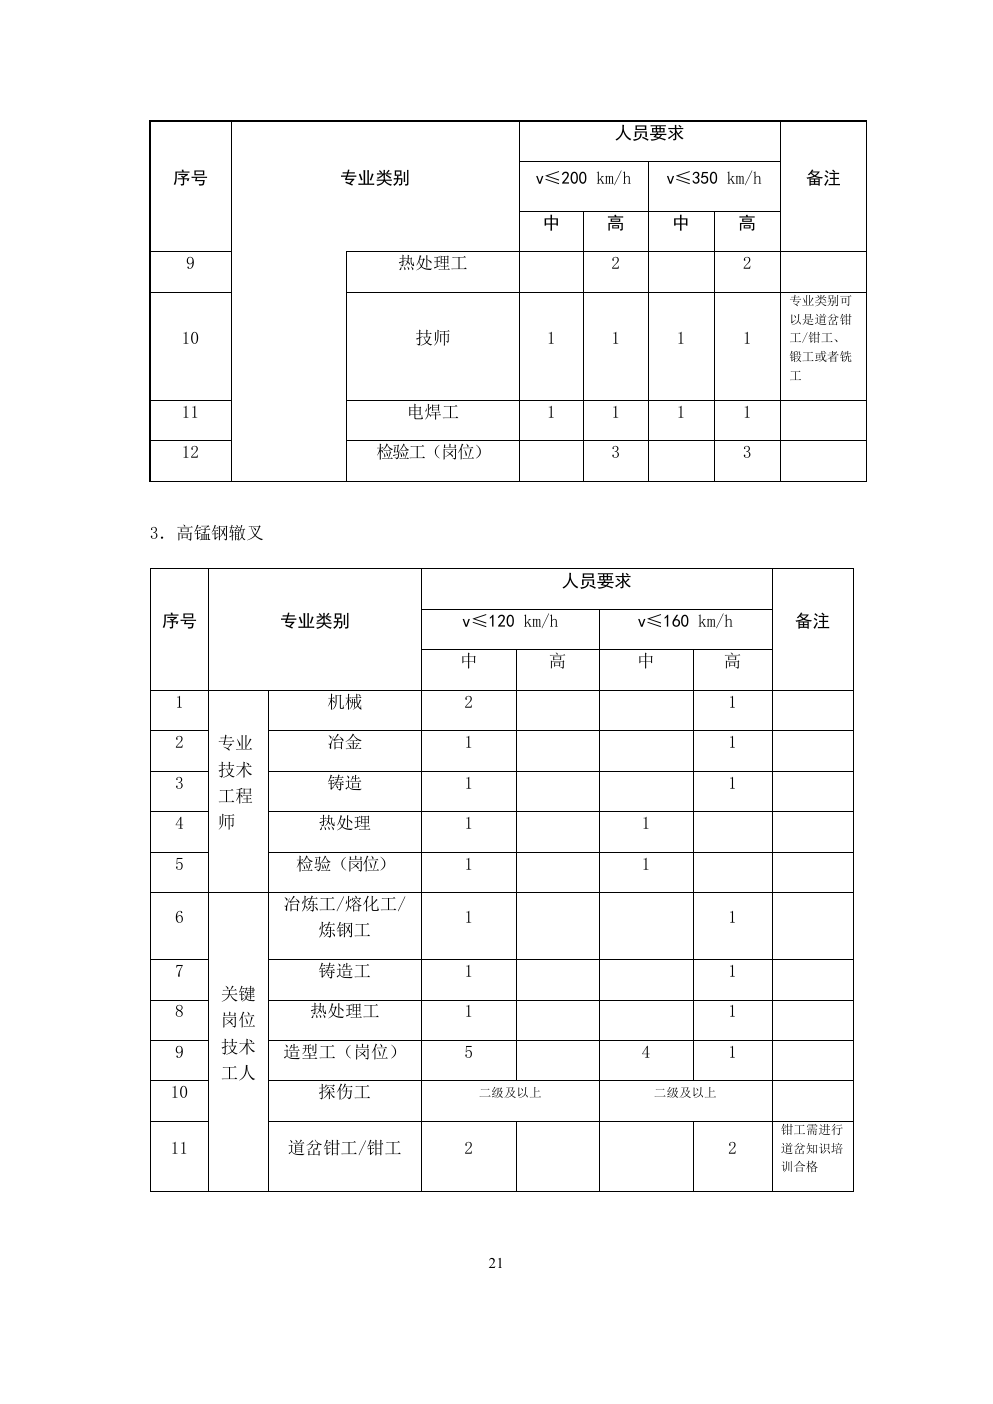 序号 专业类别 人员要求 备注
v≤200 km/h v≤350 km/h
中 高 中 高
9 热处理工 2 2
10 技师 1 1 1 1 专业类别可
以是道岔钳
工/钳工、
锻工或者铣
工
11 电焊工 1 1 1 1
12 检验工（岗位） 3 3
3．高锰钢辙叉
序号 专业类别 人员要求 备注
v≤120 km/h v≤160 km/h
中 高 中 高
专业
技术
工程
师
1 机械 2 1
2 冶金 1 1
3 铸造 1 1
4 热处理 1 1
5 检验（岗位） 1 1
关键
岗位
技术
工人
6 冶炼工/熔化工/
炼钢工 1 1
7 铸造工 1 1
8 热处理工 1 1
9 造型工（岗位） 5 4 1
10 探伤工 二级及以上 二级及以上
11 道岔钳工/钳工 2 2 钳工需进行
道岔知识培
训合格
21